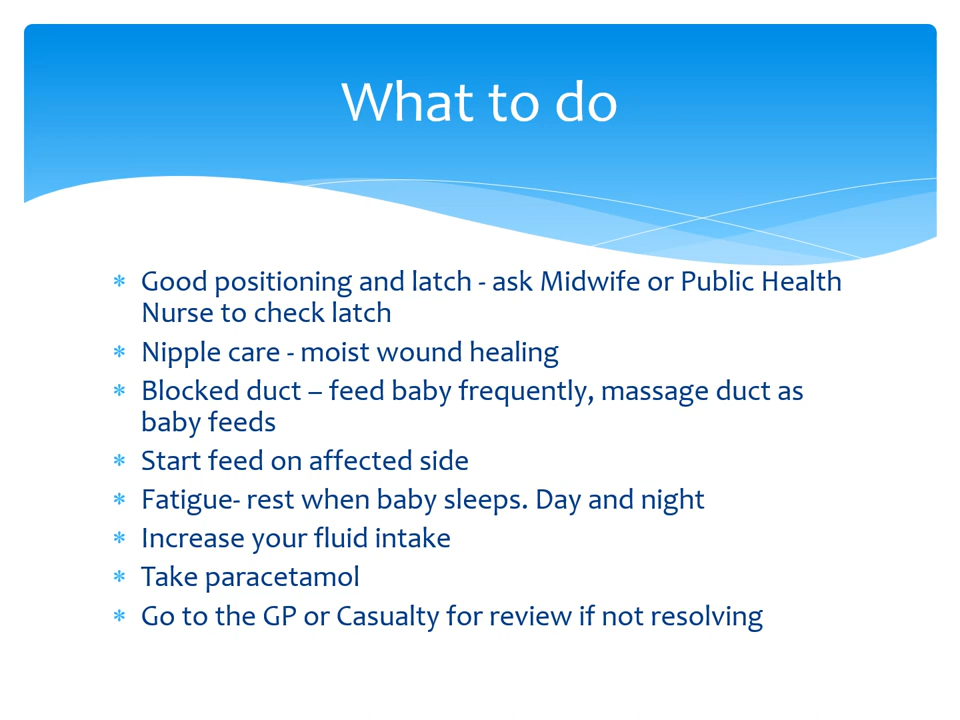 What to do
* Good positioning and latch - ask Midwife or Public Health
Nurse to check latch
* Nipple care - moist wound healing
* Blocked duct – feed baby frequently, massage duct as
baby feeds
* Start feed on affected side
* Fatigue- rest when baby sleeps. Day and night
* Increase your fluid intake
* Take paracetamol
* Go to the GP or Casualty for review if not resolving